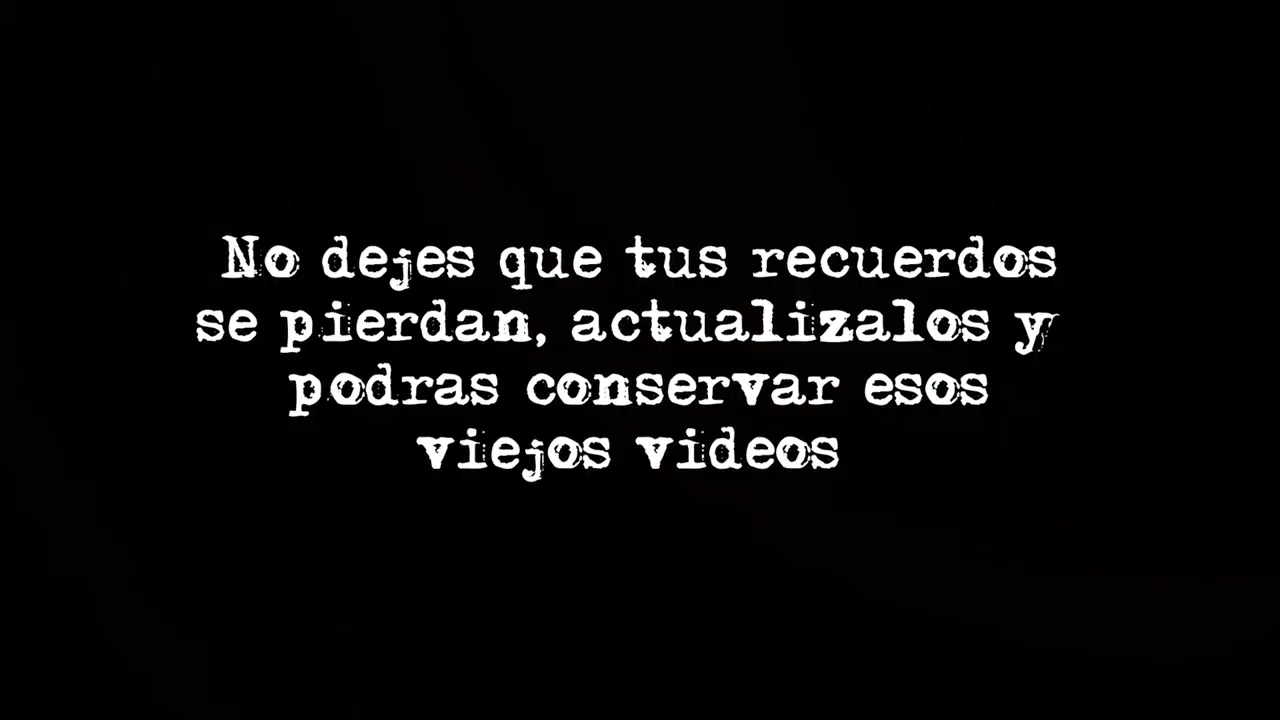 No dejes que tus recuerdos
se pierdan, actualizalos y
podras conservar esos
viejos videos